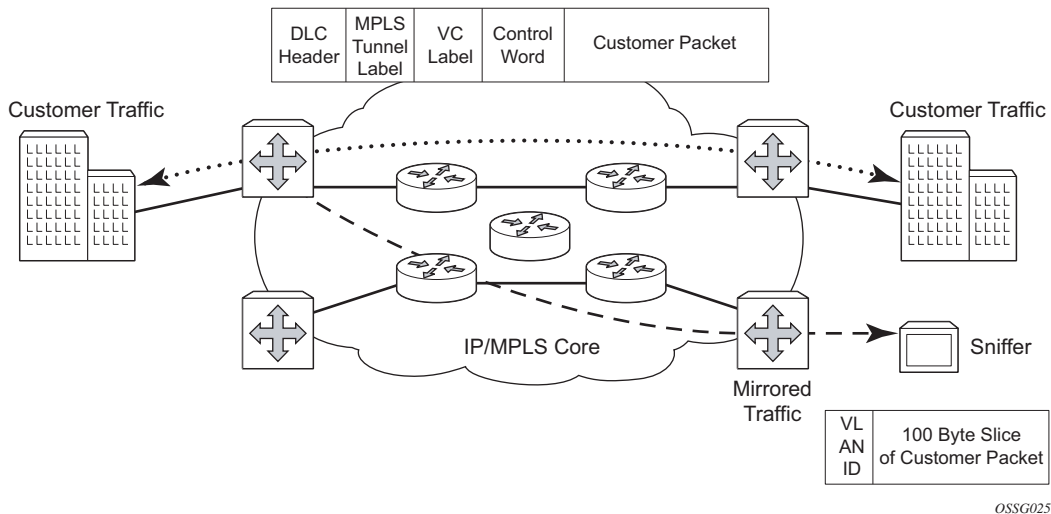 DLC
Header
MPLS
Tunnel
Label
VC
Label
Control
Word
Customer Packet
Customer Traffic
Customer Traffic
IP/MPLS Core
Sniffer
Mirrored
Traffic
VL
AN
ID
100 Byte Slice
of Customer Packet
OSSG025